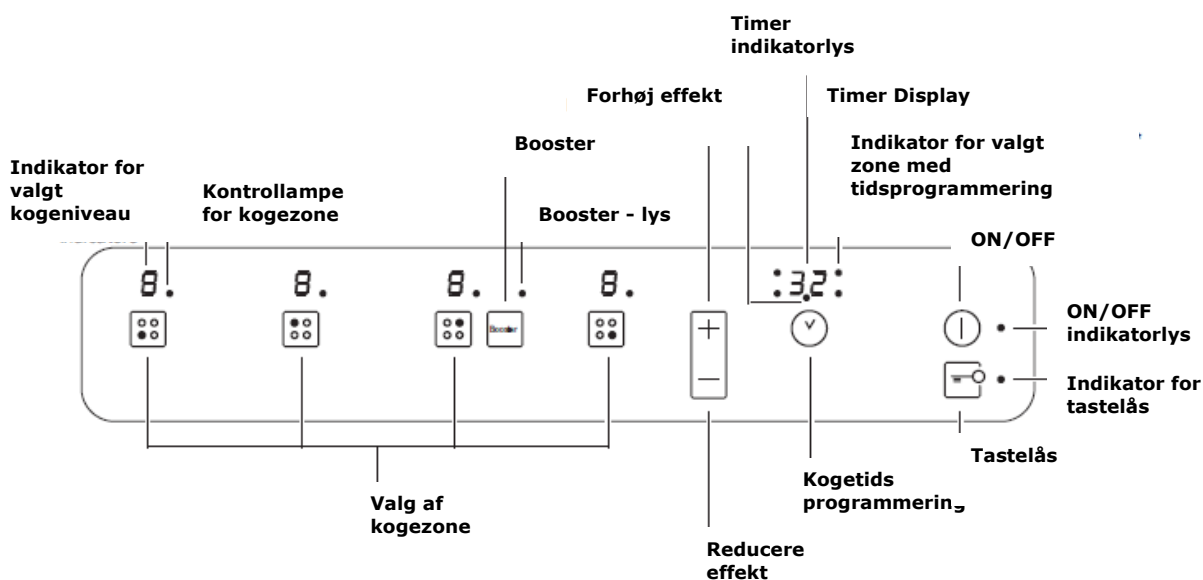 Timer
indikatorlys
Forhøj effekt
Timer Display
Booster
Indikator for valgt
zone med
tidsprogrammering
Indikator for
valgt
kogeniveau
Kontrollampe
for kogezone
Booster - lys
ON/OFF
8.
8.
8.
8.
32
Booster
ON/OFF
indikatorlys
Indikator for
tastelås
Tastelås
Valg af
kogezone
Kogetids
programmering
Reducere
effekt